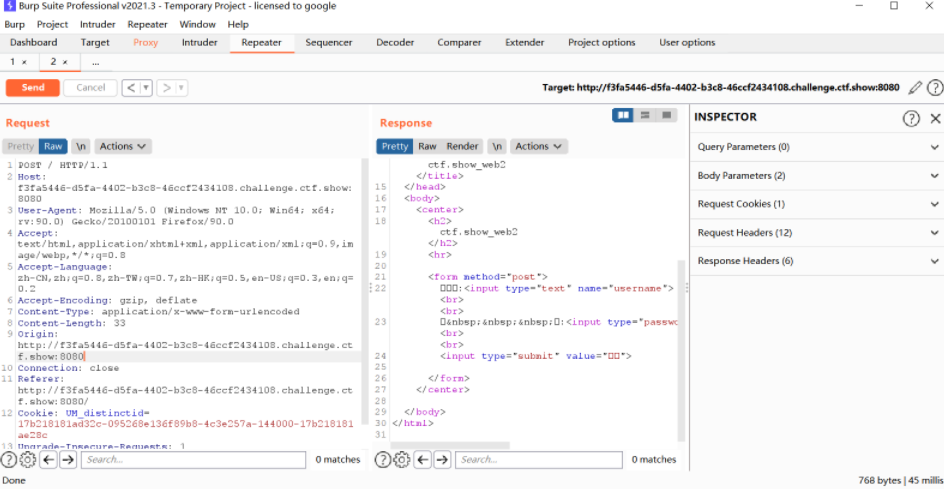 Burp Suite Professional v2021.3 - Temporary Project - licensed to google
Burp Project Intruder Repeater Window Help
Dashboard Target Proxy Intruder Repeater Sequencer Decoder Comparer Extender Project options User options
1 × 2 × ...
Send Cancel < > Target: http://f3fa5446-d5fa-4402-b3c8-46ccf2434108.challenge.ctf.show:8080
Request
Pretty Raw \n Actions
1 POST / HTTP/1.1
2 Host:
f3fa5446-d5fa-4402-b3c8-46ccf2434108.challenge.ctf.show:
8080
3 User-Agent: Mozilla/5.0 (Windows NT 10.0; Win64; x64;
rv:90.0) Gecko/20100101 Firefox/90.0
4 Accept:
text/html,application/xhtml+xml,application/xml;q=0.9,im
age/webp,*/*;q=0.8
5 Accept-Language:
zh-CN,zh;q=0.8,zh-TW;q=0.7,zh-HK;q=0.5,en-US;q=0.3,en;q=
0.2
6 Accept-Encoding: gzip, deflate
7 Content-Type: application/x-www-form-urlencoded
8 Content-Length: 33
9 Origin:
http://f3fa5446-d5fa-4402-b3c8-46ccf2434108.challenge.ct
f.show:8080
10 Connection: close
11 Referer:
http://f3fa5446-d5fa-4402-b3c8-46ccf2434108.challenge.ct
f.show:8080/
12 Cookie: UM_distinctid=
17b218181ad32c-095268e136f89b8-4c3e257a-144000-17b218181
ae28c
13 Upgrade-Insecure-Requests: 1
Search... 0 matches
Response
Pretty Raw Render \n Actions
ctf.show_web2
</title>
15 </head>
16 <body>
17 <center>
18 <h2>
ctf.show_web2
</h2>
19 <hr>
20
21 <form method="post">
22 □□□:<input type="text" name="username">
<br>
<br>
23 □&nbsp;&nbsp;&nbsp;□:<input type="passwo
<br>
<br>
24 <input type="submit" value="□□">
25
26 </form>
27 </center>
28
29 </body>
30 </html>
31
Search... 0 matches
INSPECTOR
Query Parameters (0)
Body Parameters (2)
Request Cookies (1)
Request Headers (12)
Response Headers (6)
Done 768 bytes | 45 millis